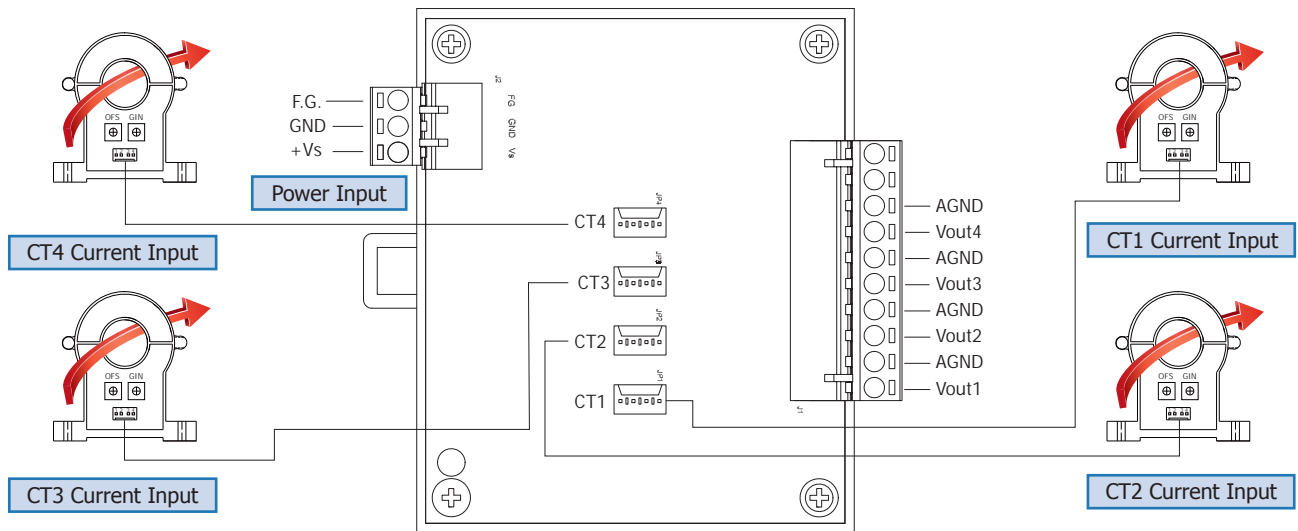 OFS GIN
CT4 Current Input
F.G.
GND
+Vs
Power Input
J2
FG GND Vs
OFS GIN
CT1 Current Input
CT4
JP4
CT3
CT2
JP2
CT1
JP1
AGND
Vout4
AGND
Vout3
AGND
Vout2
AGND
Vout1
J1
OFS GIN
CT3 Current Input
OFS GIN
CT2 Current Input